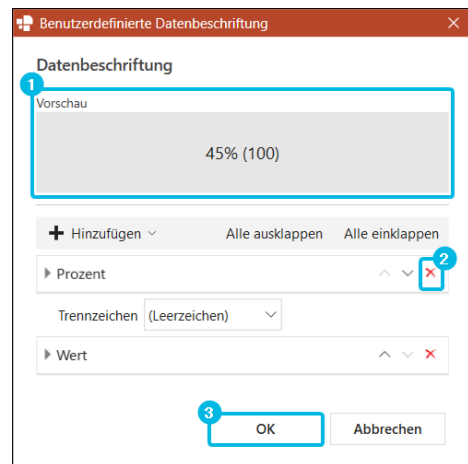 Benutzerdefinierte Datenbeschriftung
Datenbeschriftung
1
Vorschau
45% (100)
Hinzufügen Alle ausklappen Alle einklappen
2
Prozent
Trennzeichen (Leerzeichen)
Wert
3
OK Abbrechen